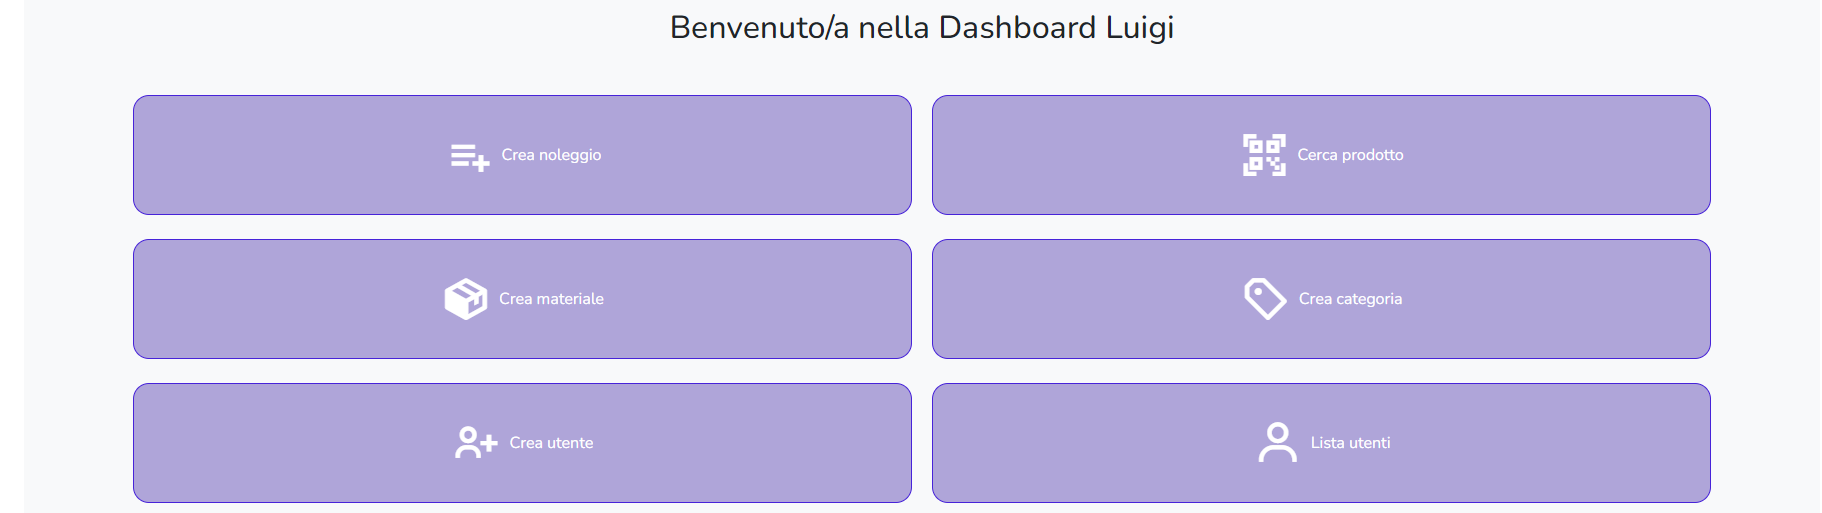 Benvenuto/a nella Dashboard Luigi
Crea noleggio
Cerca prodotto
Crea materiale
Crea categoria
Crea utente
Lista utenti